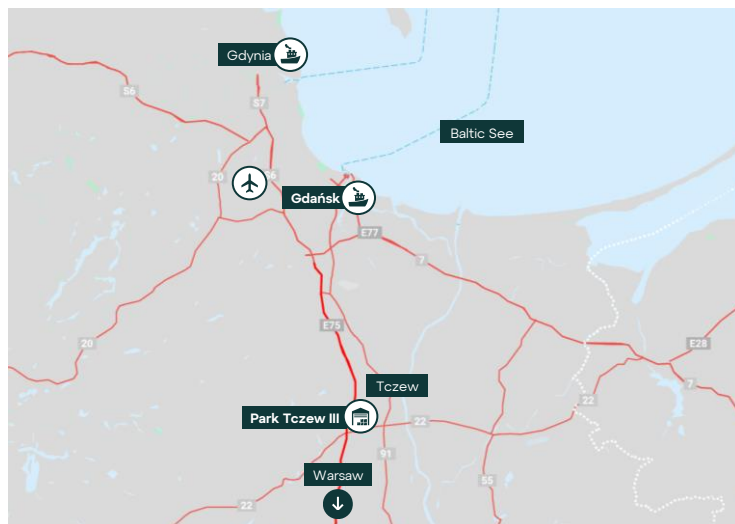 Gdynia
S6
S7
Baltic See
20
S6
Gdańsk
E77
7
E75
20
E28
Tczew
7
22
Park Tczew III
22
91
Warsaw
55
22